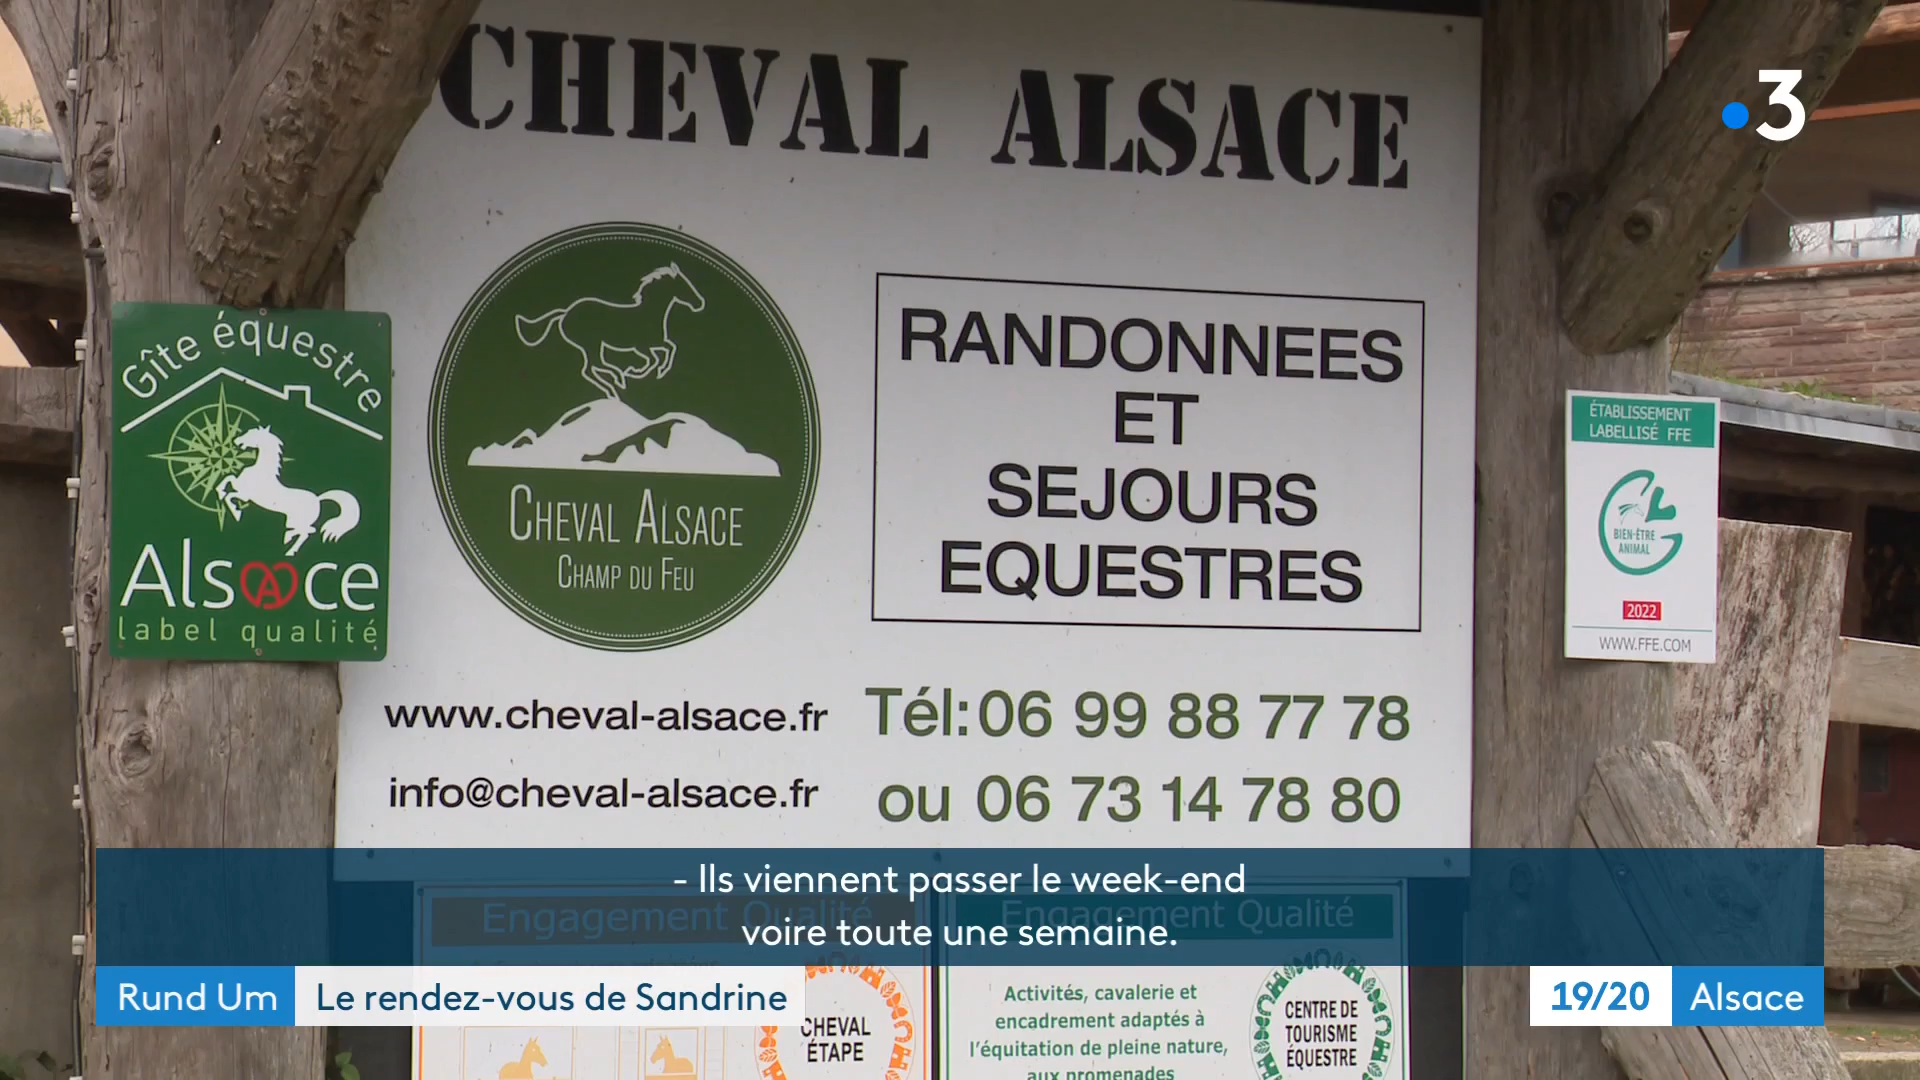 CHEVAL ALSACE
3
Gîte équestre
Alsace
label qualité
CHEVAL ALSACE
CHAMP DU FEU
RANDONNEES
ET
SEJOURS
EQUESTRES
ÉTABLISSEMENT
LABELLISÉ FFE
BIEN-ÊTRE
ANIMAL
2022
WWW.FFE.COM
www.cheval-alsace.fr
info@cheval-alsace.fr
Tél: 06 99 88 77 78
ou 06 73 14 78 80
- Ils viennent passer le week-end
voire toute une semaine.
Engagement Qualité
Engagement Qualité
CHEVAL
ÉTAPE
Activités, cavalerie et
encadrement adaptés à
l'équitation de pleine nature,
aux promenades
CENTRE DE
TOURISME
ÉQUESTRE
Rund Um
Le rendez-vous de Sandrine
19/20
Alsace